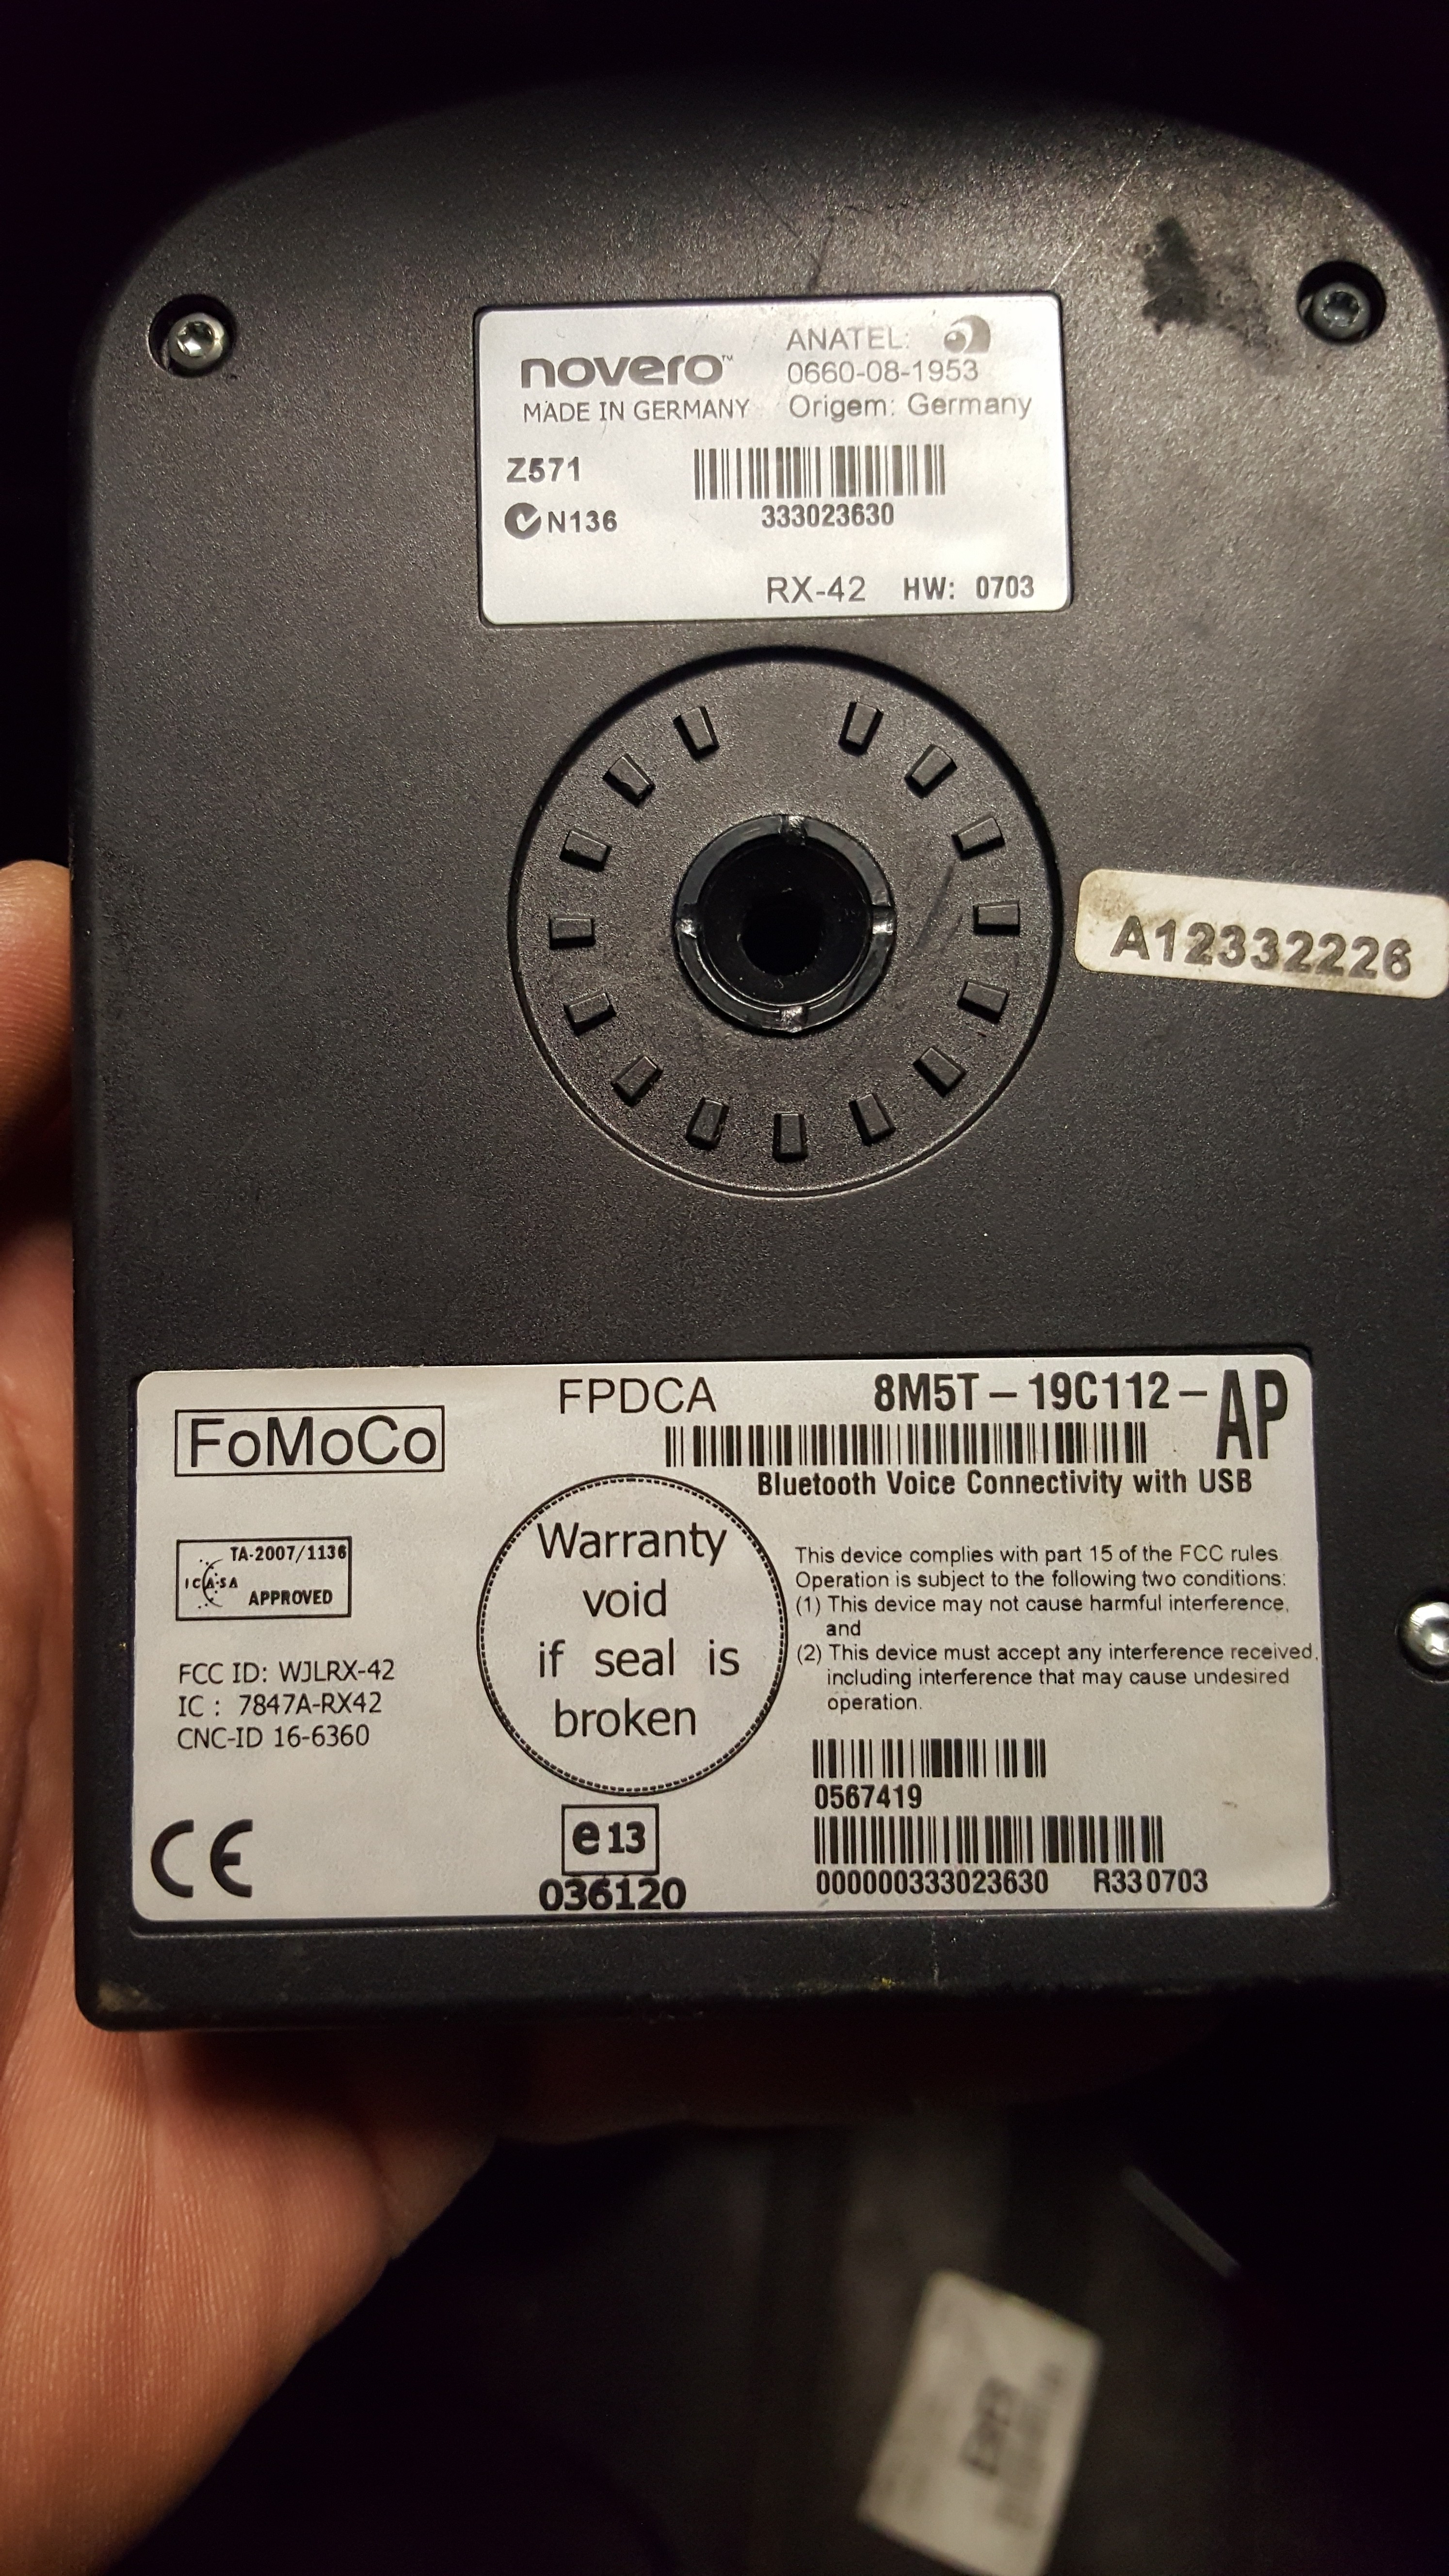 novero™
MADE IN GERMANY
ANATEL:
0660-08-1953
Origem: Germany
Z571
N136
333023630
RX-42 HW: 0703
A12332226
FoMoCo
FPDCA
8M5T-19C112-AP
Bluetooth Voice Connectivity with USB
TA-2007/1136
ICASA
APPROVED
FCC ID: WJLRX-42
IC : 7847A-RX42
CNC-ID 16-6360
Warranty
void
if seal is
broken
This device complies with part 15 of the FCC rules.
Operation is subject to the following two conditions:
(1) This device may not cause harmful interference,
and
(2) This device must accept any interference received,
including interference that may cause undesired
operation.
0567419
000000333023630 R330703
CE
e13
036120